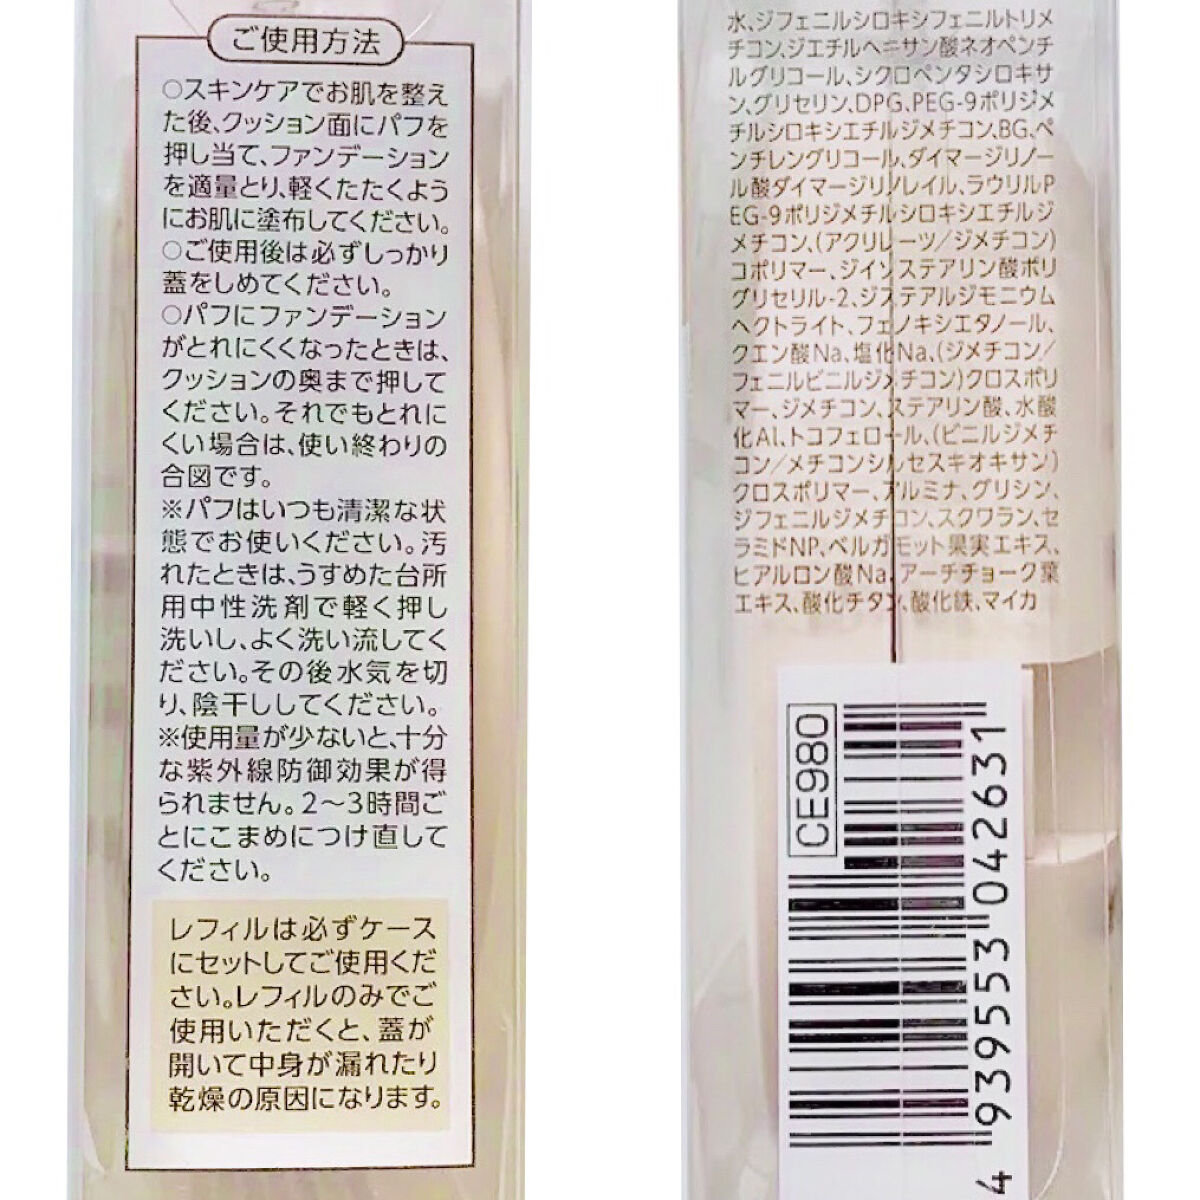 ご使用方法
○スキンケアでお肌を整え
た後、クッション面にパフを
押し当て、ファンデーション
を適量とり、軽くたたくよう
にお肌に塗布してください。
○ご使用後は必ずしっかり
蓋をしめてください。
○パフにファンデーション
がとれにくくなったときは、
クッションの奥まで押して
ください。それでもとれに
くい場合は、使い終わりの
合図です。
※パフはいつも清潔な状
態でお使いください。汚
れたときは、うすめた台所
用中性洗剤で軽く押し
洗いし、よく洗い流してく
ださい。その後水気を切
り、陰干ししてください。
※使用量が少ないと、十分
な紫外線防御効果が得
られません。2〜3時間ご
とにこまめにつけ直して
ください。
レフィルは必ずケース
にセットしてご使用くだ
さい。レフィルのみでご
使用いただくと、蓋が
開いて中身が漏れたり
乾燥の原因になります。
水、ジフェニルシロキシフェニルトリメ
チコン、ジエチルヘキサン酸ネオペンチ
ルグリコール、シクロペンタシロキサ
ン、グリセリン、DPG、PEG-9ポリジメ
チルシロキシエチルジメチコン、BG、ペ
ンチレングリコール、ダイマージリノー
ル酸ダイマージリノレイル、ラウリルP
EG-9ポリジメチルシロキシエチルジ
メチコン、(アクリレーツ/ジメチコン)
コポリマー、ジイソステアリン酸ポリ
グリセリル-2、ジステアルジモニウム
ヘクトライト、フェノキシエタノール、
クエン酸Na、塩化Na、(ジメチコン/
フェニルビニルジメチコン)クロスポリ
マー、ジメチコン、ステアリン酸、水酸
化Al、トコフェロール、(ビニルジメチ
コン/メチコンシルセスキオキサン)
クロスポリマー、アルミナ、グリシン、
ジフェニルジメチコン、スクワラン、セ
ラミドNP、ベルガモット果実エキス、
ヒアルロン酸Na、アーチチョーク葉
エキス、酸化チタン、酸化鉄、マイカ
CE980
4 939553 042631